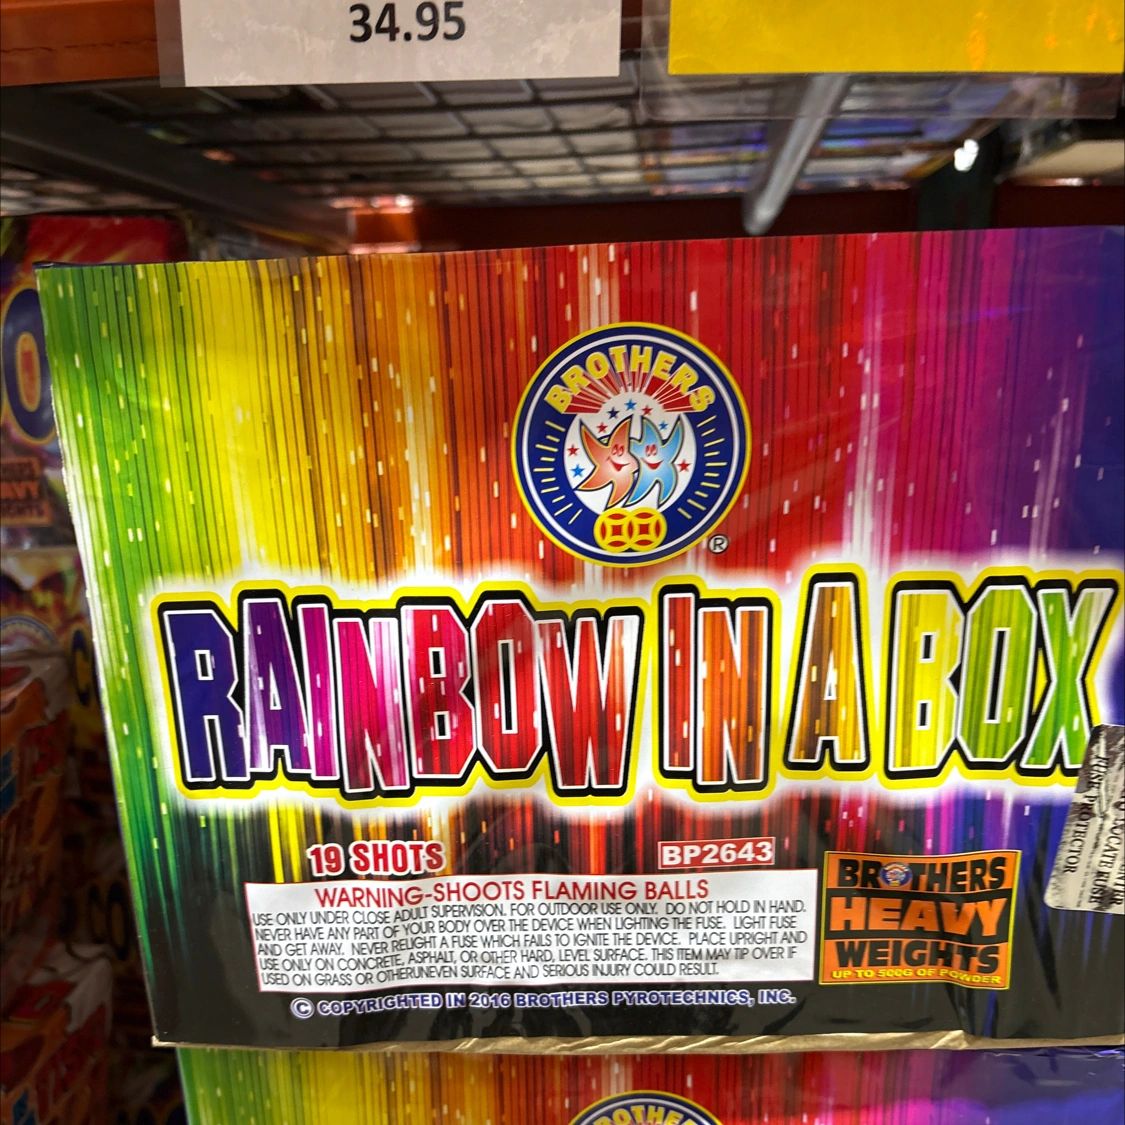 34.95
BROTHERS
®
RAINBOW IN A BOX
19 SHOTS
BP2643
WARNING-SHOOTS FLAMING BALLS
USE ONLY UNDER CLOSE ADULT SUPERVISION. FOR OUTDOOR USE ONLY. DO NOT HOLD IN HAND.
NEVER HAVE ANY PART OF YOUR BODY OVER THE DEVICE WHEN LIGHTING THE FUSE. LIGHT FUSE
AND GET AWAY. NEVER RELIGHT A FUSE WHICH FAILS TO IGNITE THE DEVICE. PLACE UPRIGHT AND
USE ONLY ON CONCRETE, ASPHALT, OR OTHER HARD, LEVEL SURFACE. THIS ITEM MAY TIP OVER IF
USED ON GRASS OR OTHERUNEVEN SURFACE AND SERIOUS INJURY COULD RESULT.
BROTHERS
HEAVY
WEIGHTS
UP TO 500G OF POWDER
© COPYRIGHTED IN 2016 BROTHERS PYROTECHNICS, INC.
FUSE PROTECTOR
BROTHERS